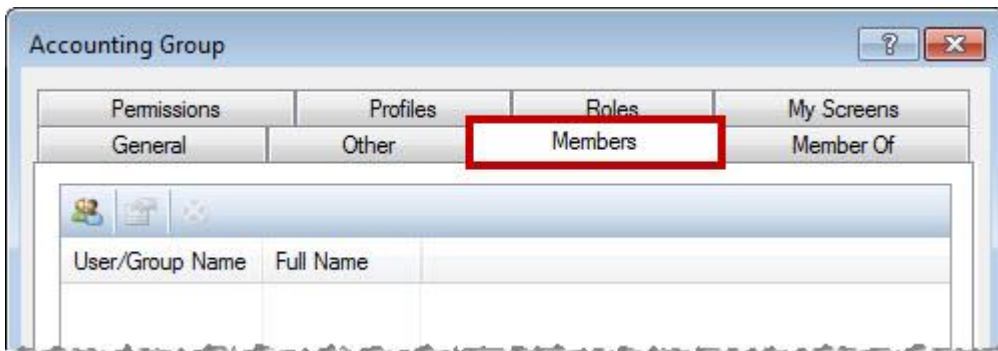 Accounting Group
Permissions Profiles Roles My Screens
General Other Members Member Of
User/Group Name Full Name